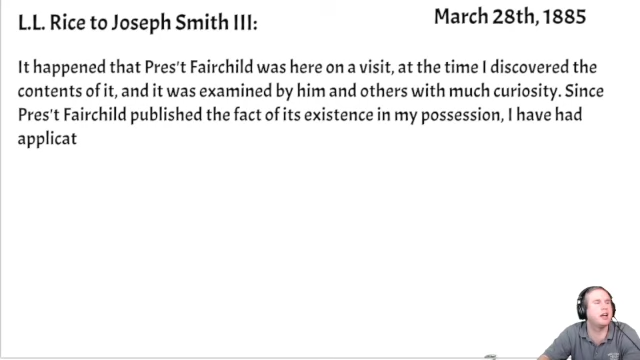 L.L. Rice to Joseph Smith III:
March 28th, 1885
It happened that Pres't Fairchild was here on a visit, at the time I discovered the
contents of it, and it was examined by him and others with much curiosity. Since
Pres't Fairchild published the fact of its existence in my possession, I have had
applicat